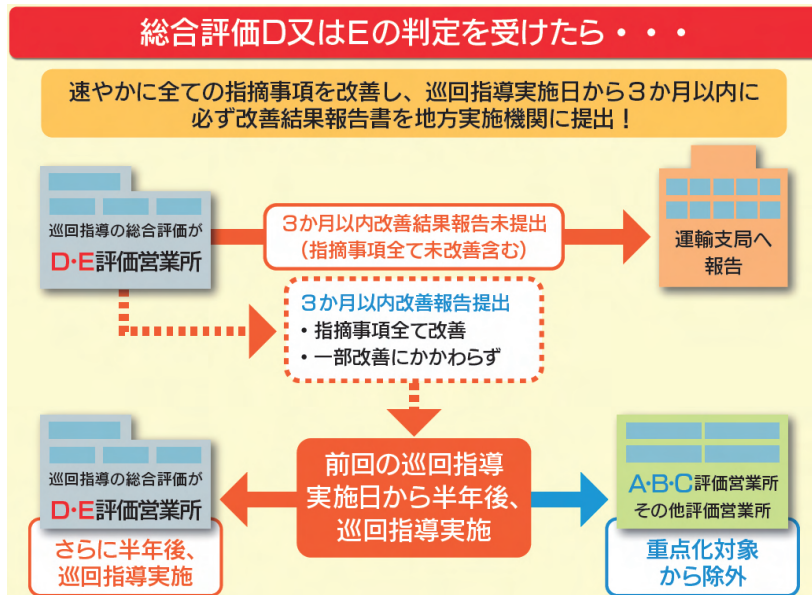 総合評価D又はEの判定を受けたら・・・
速やかに全ての指摘事項を改善し、巡回指導実施日から３か月以内に
必ず改善結果報告書を地方実施機関に提出！
巡回指導の総合評価が
D・E評価営業所
３か月以内改善結果報告未提出
（指摘事項全て未改善含む）
運輸支局へ
報告
３か月以内改善報告提出
・指摘事項全て改善
・一部改善にかかわらず
巡回指導の総合評価が
D・E評価営業所
さらに半年後、
巡回指導実施
前回の巡回指導
実施日から半年後、
巡回指導実施
A・B・C評価営業所
その他評価営業所
重点化対象
から除外